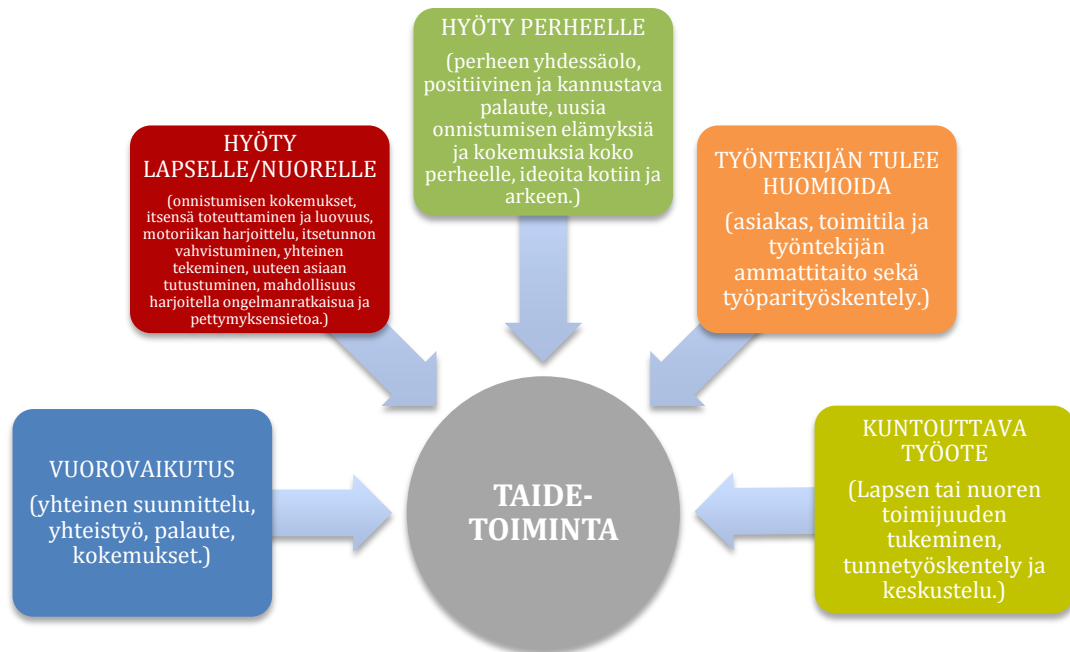 HYÖTY PERHEELLE
(perheen yhdessäolo,
positiivinen ja kannustava
palaute, uusia
onnistumisen elämyksiä
ja kokemuksia koko
perheelle, ideoita kotiin ja
arkeen.)
HYÖTY
LAPSELLE/NUORELLE
(onnistumisen kokemukset,
itsensä toteuttaminen ja luovuus,
motoriikan harjoittelu, itsetunnon
vahvistuminen, yhteinen
tekeminen, uuteen asiaan
tutustuminen, mahdollisuus
harjoitella ongelmanratkaisua ja
pettymyksensietoa.)
TYÖNTEKIJÄN TULEE
HUOMIOIDA
(asiakas, toimitila ja
työntekijän
ammattitaito sekä
työparityöskentely.)
VUOROVAIKUTUS
(yhteinen suunnittelu,
yhteistyö, palaute,
kokemukset.)
TAIDE-
TOIMINTA
KUNTOUTTAVA
TYÖOTE
(Lapsen tai nuoren
toimijuuden
tukeminen,
tunnetyöskentely ja
keskustelu.)